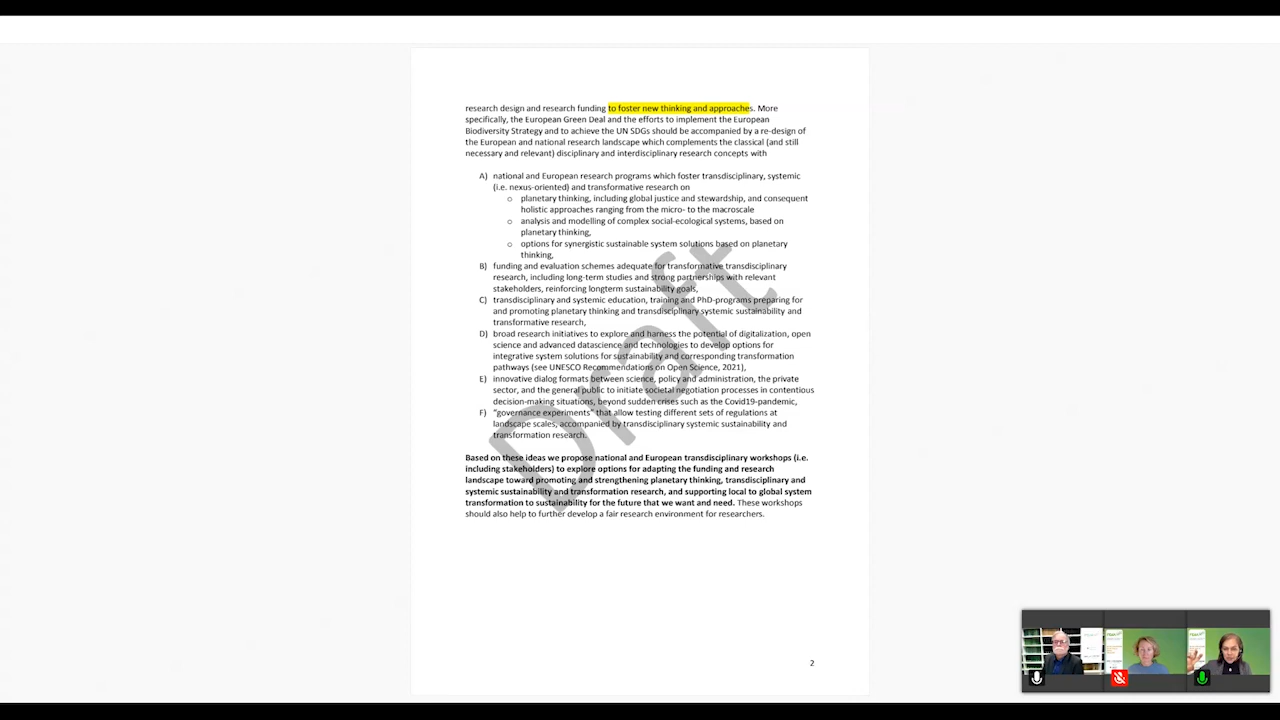 research design and research funding to foster new thinking and approaches. More
specifically, the European Green Deal and the efforts to implement the European
Biodiversity Strategy and to achieve the UN SDGs should be accompanied by a re-design of
the European and national research landscape which complements the classical (and still
necessary and relevant) disciplinary and interdisciplinary research concepts with
A) national and European research programs which foster transdisciplinary, systemic
(i.e. nexus-oriented) and transformative research on
o planetary thinking, including global justice and stewardship, and consequent
holistic approaches ranging from the micro- to the macroscale
o analysis and modelling of complex social-ecological systems, based on
planetary thinking,
o options for synergistic sustainable system solutions based on planetary
thinking,
B) funding and evaluation schemes adequate for transformative transdisciplinary
research, including long-term studies and strong partnerships with relevant
stakeholders, reinforcing longterm sustainability goals,
C) transdisciplinary and systemic education, training and PhD-programs preparing for
and promoting planetary thinking and transdisciplinary systemic sustainability and
transformative research,
D) broad research initiatives to explore and harness the potential of digitalization, open
science and advanced datascience and technologies to develop options for
integrative system solutions for sustainability and corresponding transformation
pathways (see UNESCO Recommendations on Open Science, 2021),
E) innovative dialog formats between science, policy and administration, the private
sector, and the general public to initiate societal negotiation processes in contentious
decision-making situations, beyond sudden crises such as the Covid19-pandemic,
F) “governance experiments” that allow testing different sets of regulations at
landscape scales, accompanied by transdisciplinary systemic sustainability and
transformation research.
Based on these ideas we propose national and European transdisciplinary workshops (i.e.
including stakeholders) to explore options for adapting the funding and research
landscape toward promoting and strengthening planetary thinking, transdisciplinary and
systemic sustainability and transformation research, and supporting local to global system
transformation to sustainability for the future that we want and need. These workshops
should also help to further develop a fair research environment for researchers.
Draft
2